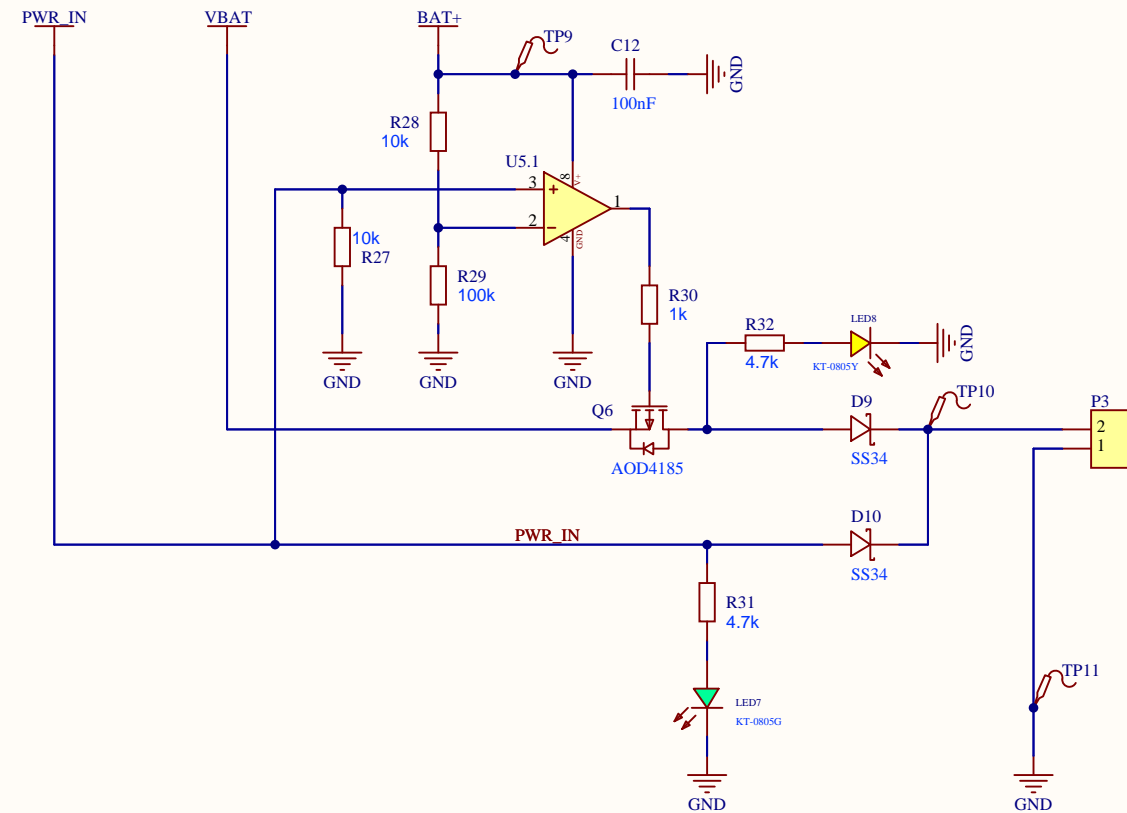 PWR_IN
VBAT
BAT+
TP9
C12
100nF
GND
R28
10k
U5.1
3
2
8
V+
1
4
GND
10k
R27
R29
100k
GND
GND
GND
R30
1k
R32
4.7k
LED8
KT-0805Y
GND
Q6
AOD4185
D9
SS34
TP10
P3
2
1
PWR_IN
D10
SS34
R31
4.7k
LED7
KT-0805G
GND
TP11
GND